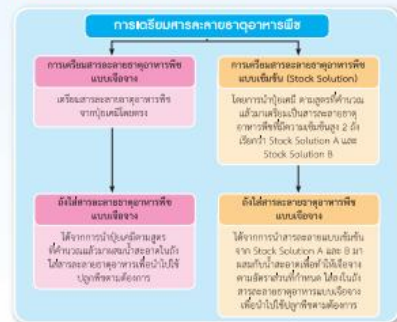 การเตรียมสารละลายธาตุอาหารพืช
การเตรียมสารละลายธาตุอาหารพืช
แบบเจือจาง
เตรียมสารละลายธาตุอาหารพืช
จากปุ๋ยเคมีโดยตรง
การเตรียมสารละลายธาตุอาหารพืช
แบบเข้มข้น (Stock Solution)
โดยการนำปุ๋ยเคมี ตามสูตรที่คำนวณ
แล้วมาเตรียมเป็นสารละลายธาตุ
อาหารพืชที่มีความเข้มข้นสูง 2 ถัง
เรียกว่า Stock Solution A และ
Stock Solution B
ถังใส่สารละลายธาตุอาหารพืช
แบบเจือจาง
ได้จากการนำปุ๋ยเคมีตามสูตร
ที่คำนวณแล้วมาผสมน้ำสะอาดในถัง
ใส่สารละลายธาตุอาหารเพื่อนำไปใช้
ปลูกพืชตามต้องการ
ถังใส่สารละลายธาตุอาหารพืช
แบบเจือจาง
ได้จากการนำสารละลายแบบเข้มข้น
จาก Stock Solution A และ B มา
ผสมกับน้ำสะอาดเพื่อทำให้เจือจาง
ตามอัตราส่วนที่กำหนด ใส่ลงในถัง
สารละลายธาตุอาหารแบบเจือจาง
เพื่อนำไปใช้ปลูกพืชตามต้องการ